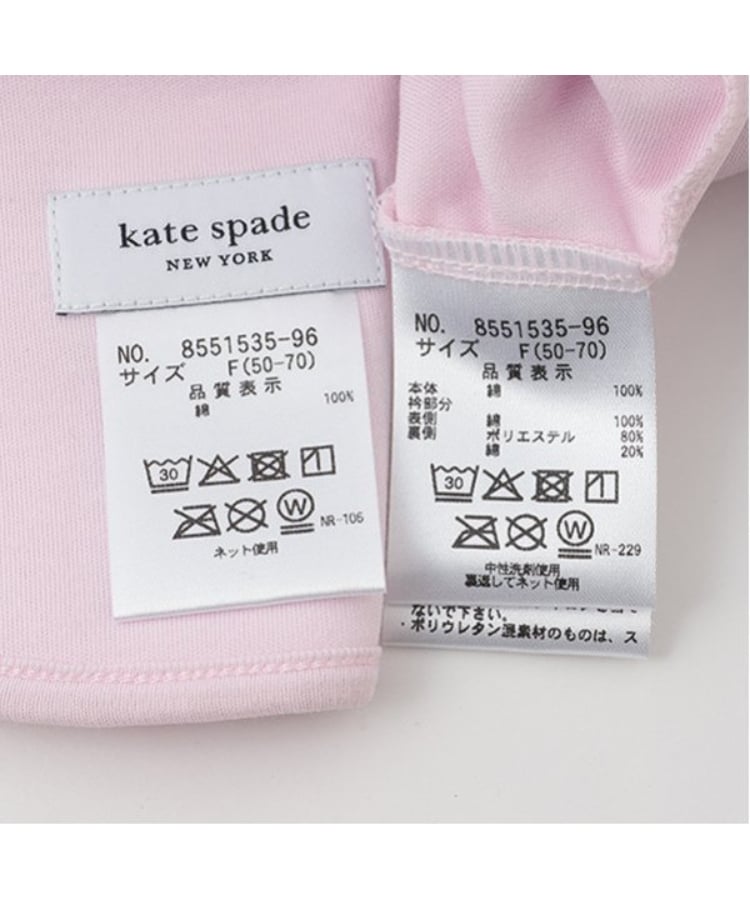 kate spade
NEW YORK
NO. 8551535-96
サイズ F(50-70)
品質表示
綿 100%
30
W
NR-105
ネット使用
NO. 8551535-96
サイズ F(50-70)
品質表示
本体 綿 100%
衿部分
表側 綿 100%
裏側 ポリエステル 80%
綿 20%
30
W
NR-229
中性洗剤使用
裏返してネット使用
ないで下さい。
・ポリウレタン混素材のものは、ス